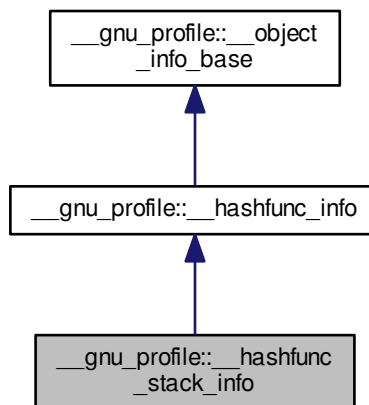 __gnu_profile::__object
_info_base
__gnu_profile::__hashfunc_info
__gnu_profile::__hashfunc
_stack_info